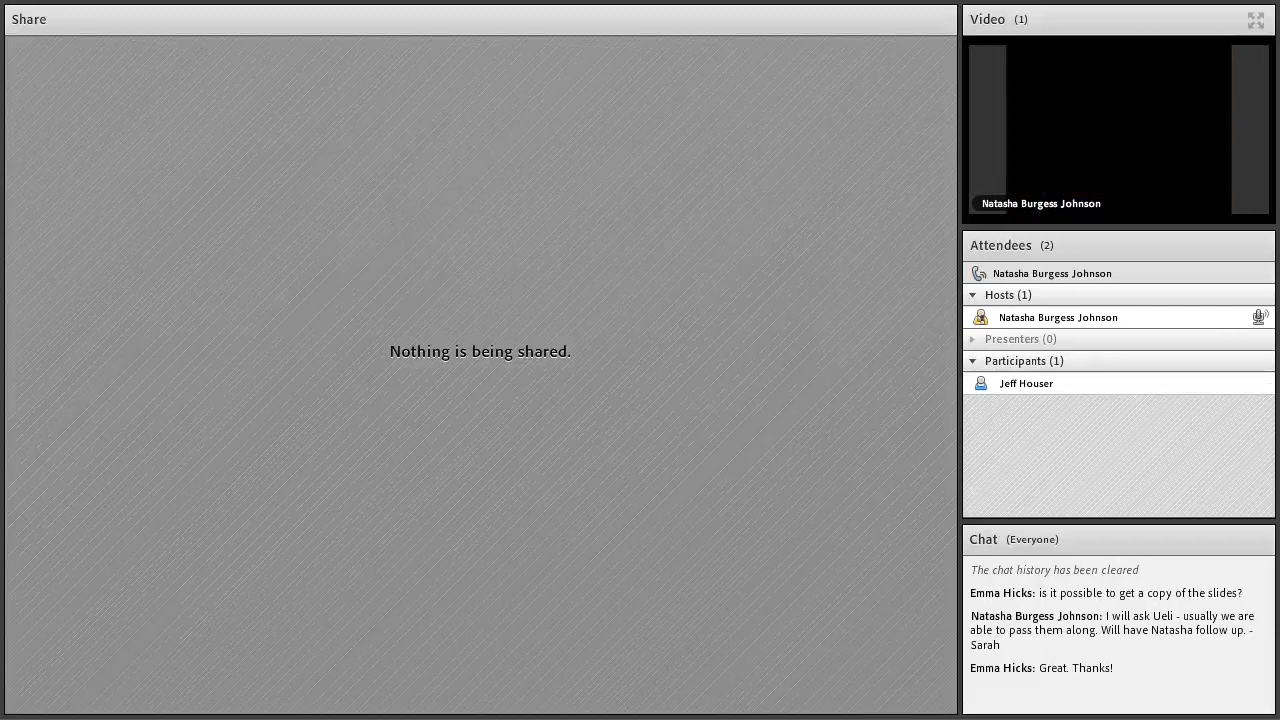 Share
Nothing is being shared.
Video (1)
Natasha Burgess Johnson
Attendees (2)
Natasha Burgess Johnson
Hosts (1)
Natasha Burgess Johnson
Presenters (0)
Participants (1)
Jeff Houser
Chat (Everyone)
The chat history has been cleared
Emma Hicks: is it possible to get a copy of the slides?
Natasha Burgess Johnson: I will ask Ueli - usually we are
able to pass them along. Will have Natasha follow up. -
Sarah
Emma Hicks: Great. Thanks!